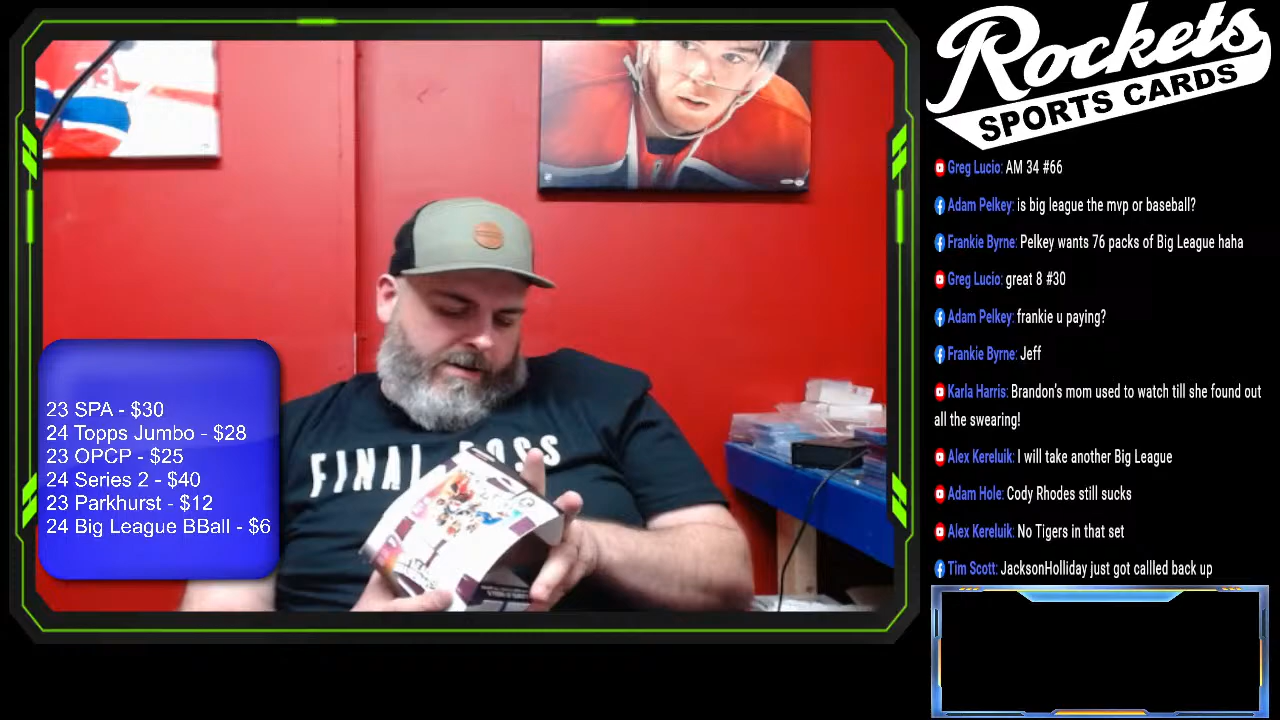 Rockets
SPORTS CARDS
Greg Lucio: AM 34 #66
Adam Pelkey: is big league the mvp or baseball?
Frankie Byrne: Pelkey wants 76 packs of Big League haha
Greg Lucio: great 8 #30
Adam Pelkey: frankie u paying?
Frankie Byrne: Jeff
Karla Harris: Brandon's mom used to watch till she found out
all the swearing!
Alex Kereluik: I will take another Big League
Adam Hole: Cody Rhodes still sucks
Alex Kereluik: No Tigers in that set
Tim Scott: JacksonHolliday just got callled back up
23 SPA - $30
24 Topps Jumbo - $28
23 OPCP - $25
24 Series 2 - $40
23 Parkhurst - $12
24 Big League BBall - $6
FINAL BOSS